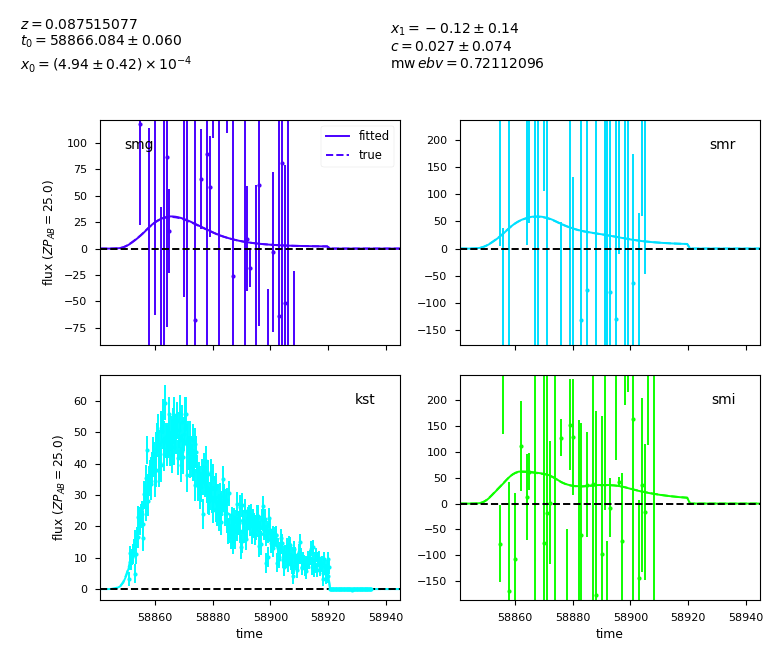 z = 0.087515077
t₀ = 58866.084 ± 0.060
x₀ = (4.94 ± 0.42) × 10⁻⁴
x₁ = −0.12 ± 0.14
c = 0.027 ± 0.074
mwebv = 0.72112096
smg
fitted
true
100
75
50
25
0
−25
−50
−75
flux (ZP_AB = 25.0)
smr
200
150
100
50
0
−50
−100
−150
kst
60
50
40
30
20
10
0
flux (ZP_AB = 25.0)
58860 58880 58900 58920 58940
time
smi
200
150
100
50
0
−50
−100
−150
58860 58880 58900 58920 58940
time